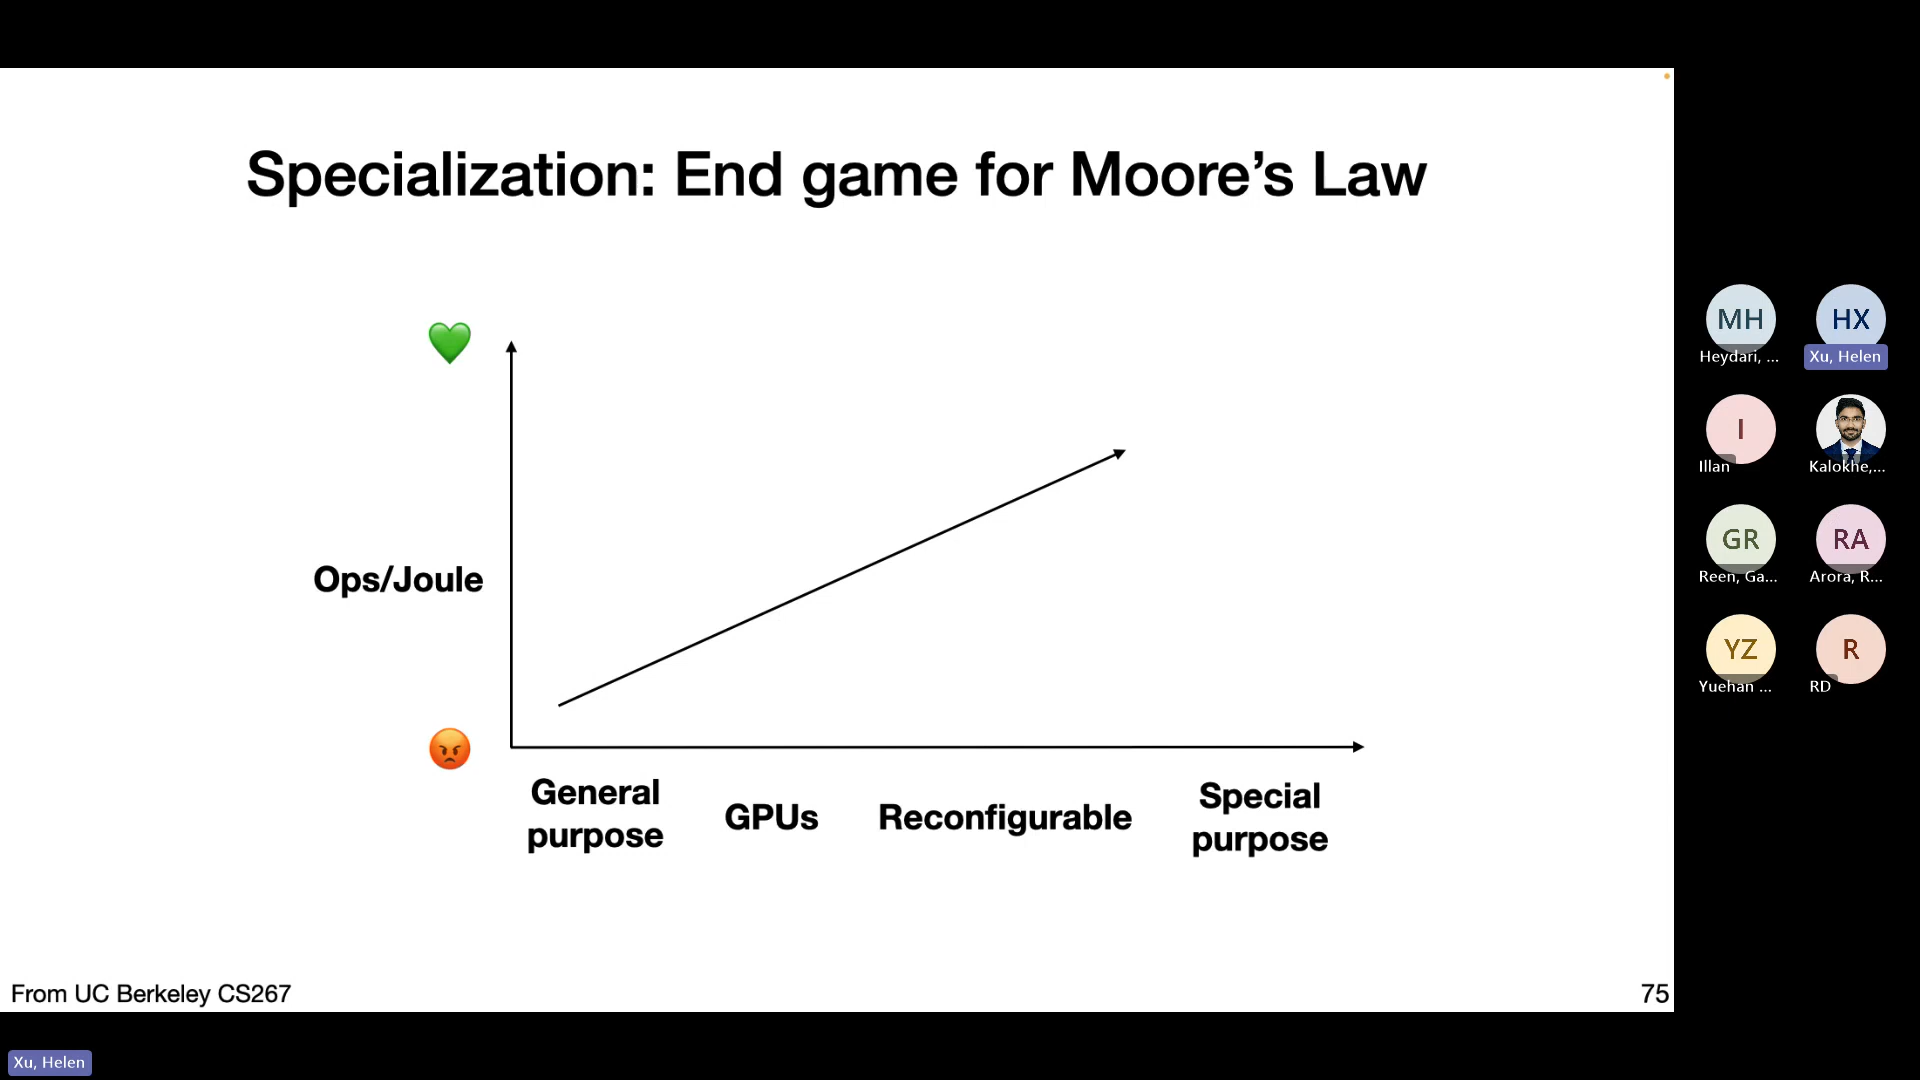 Specialization: End game for Moore’s Law
Ops/Joule
General
purpose
GPUs
Reconfigurable
Special
purpose
From UC Berkeley CS267
75
MH
Heydari, ...
HX
Xu, Helen
I
Illan
Kalokhe,...
GR
Reen, Ga...
RA
Arora, R...
YZ
Yuehan ...
R
RD
Xu, Helen